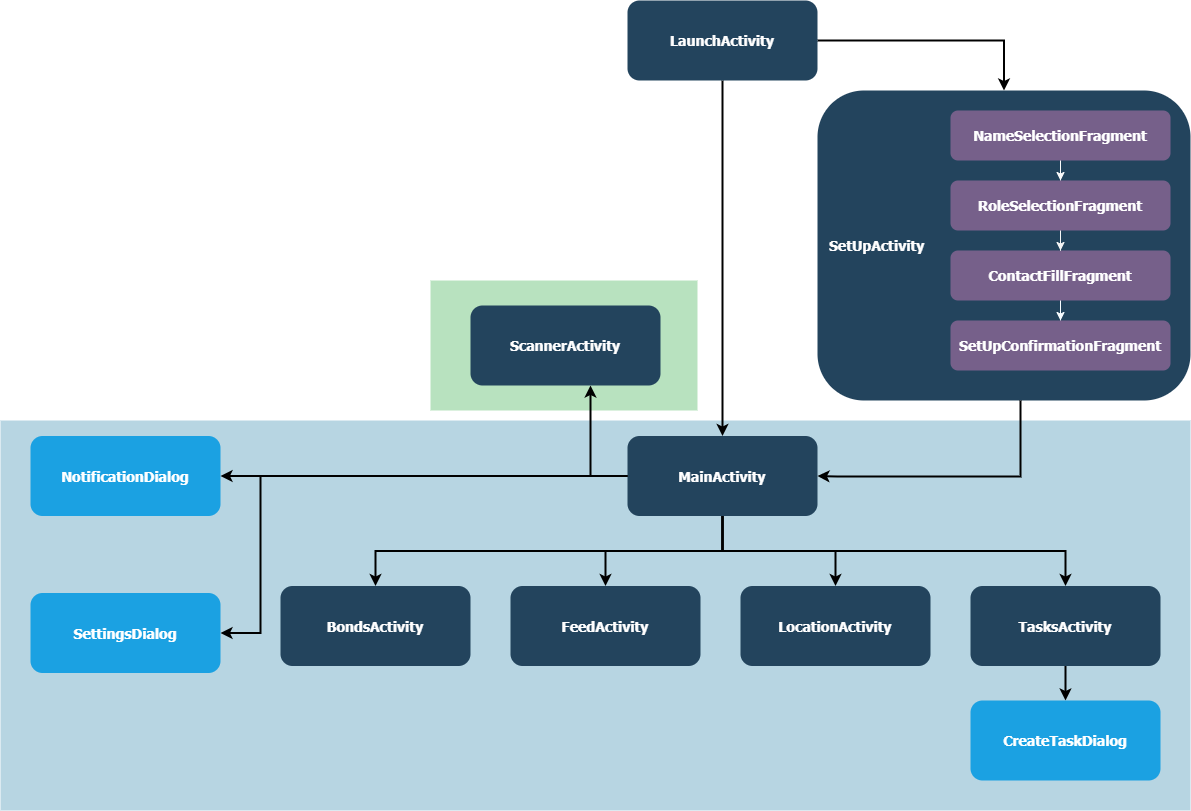 LaunchActivity
NameSelectionFragment
RoleSelectionFragment
SetUpActivity
ContactFillFragment
SetUpConfirmationFragment
ScannerActivity
NotificationDialog
MainActivity
SettingsDialog
BondsActivity
FeedActivity
LocationActivity
TasksActivity
CreateTaskDialog